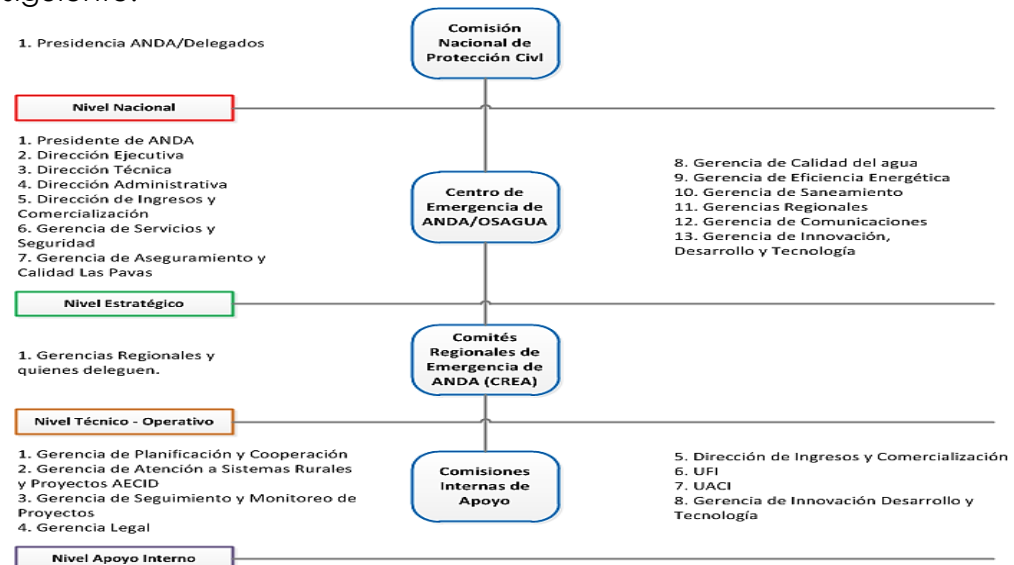 siguiente:
1. Presidencia ANDA/Delegados
Comisión
Nacional de
Protección Civl
Nivel Nacional
1. Presidente de ANDA
2. Dirección Ejecutiva
3. Dirección Técnica
4. Dirección Administrativa
5. Dirección de Ingresos y
Comercialización
6. Gerencia de Servicios y
Seguridad
7. Gerencia de Aseguramiento y
Calidad Las Pavas
Centro de
Emergencia de
ANDA/OSAGUA
8. Gerencia de Calidad del agua
9. Gerencia de Eficiencia Energética
10. Gerencia de Saneamiento
11. Gerencias Regionales
12. Gerencia de Comunicaciones
13. Gerencia de Innovación,
Desarrollo y Tecnología
Nivel Estratégico
1. Gerencias Regionales y
quienes deleguen.
Comités
Regionales de
Emergencia de
ANDA (CREA)
Nivel Técnico - Operativo
1. Gerencia de Planificación y Cooperación
2. Gerencia de Atención a Sistemas Rurales
y Proyectos AECID
3. Gerencia de Seguimiento y Monitoreo de
Proyectos
4. Gerencia Legal
Comisiones
Internas de
Apoyo
5. Dirección de Ingresos y Comercialización
6. UFI
7. UACI
8. Gerencia de Innovación Desarrollo y
Tecnología
Nivel Apoyo Interno